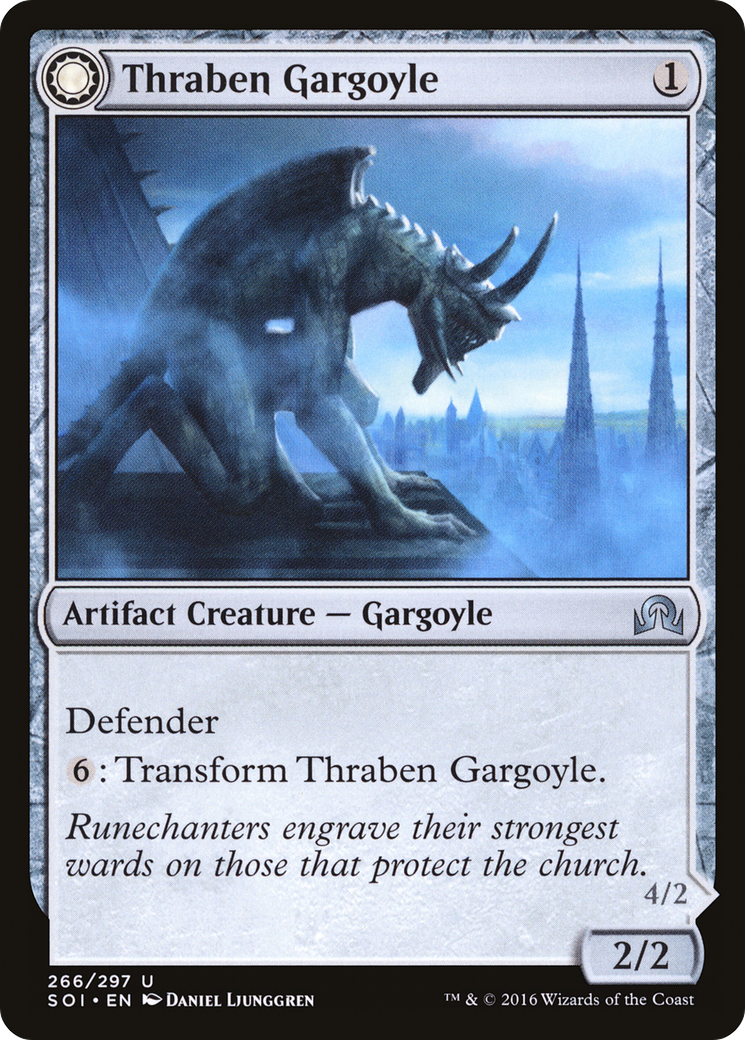 Thraben Gargoyle 1
Artifact Creature — Gargoyle
Defender
6: Transform Thraben Gargoyle.
Runechanters engrave their strongest
wards on those that protect the church.
4/2
2/2
266/297 U
SOI • EN Daniel Ljunggren
™ & © 2016 Wizards of the Coast